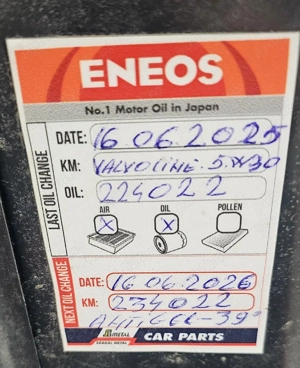 ENEOS
No.1 Motor Oil in Japan
LAST OIL CHANGE
DATE: 16.06.2025
KM: VALVOLINE 5W30
OIL: 224022
AIR OIL POLLEN
X X
NEXT OIL CHANGE
DATE: 16.06.2026
KM: 234022
METAL CAR PARTS